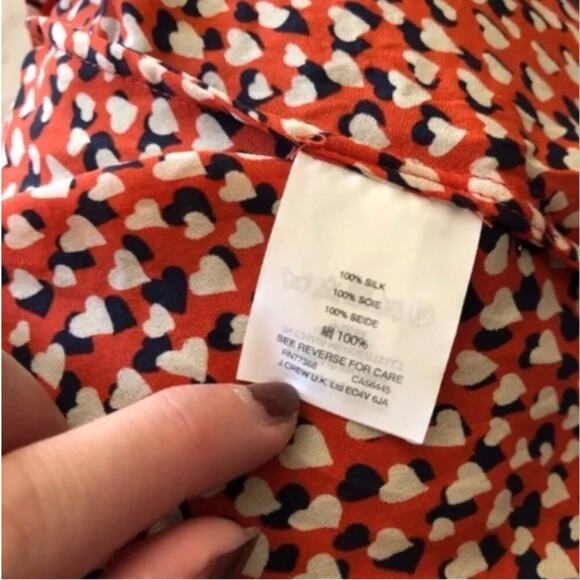 100% SILK
100% SOIE
100% SEIDE
絹 100%
SEE REVERSE FOR CARE
RN77388 CA56445
J CREW U.K. Ltd EC4V 6JA